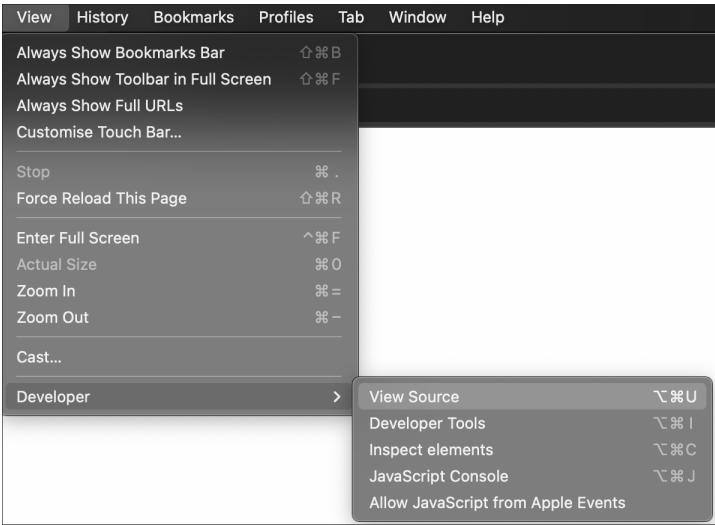 View History Bookmarks Profiles Tab Window Help
Always Show Bookmarks Bar ⇧⌘B
Always Show Toolbar in Full Screen ⇧⌘F
Always Show Full URLs
Customise Touch Bar...
Stop ⌘.
Force Reload This Page ⇧⌘R
Enter Full Screen ^⌘F
Actual Size ⌘0
Zoom In ⌘=
Zoom Out ⌘−
Cast...
Developer >
View Source ⌥⌘U
Developer Tools ⌥⌘I
Inspect elements ⌥⌘C
JavaScript Console ⌥⌘J
Allow JavaScript from Apple Events